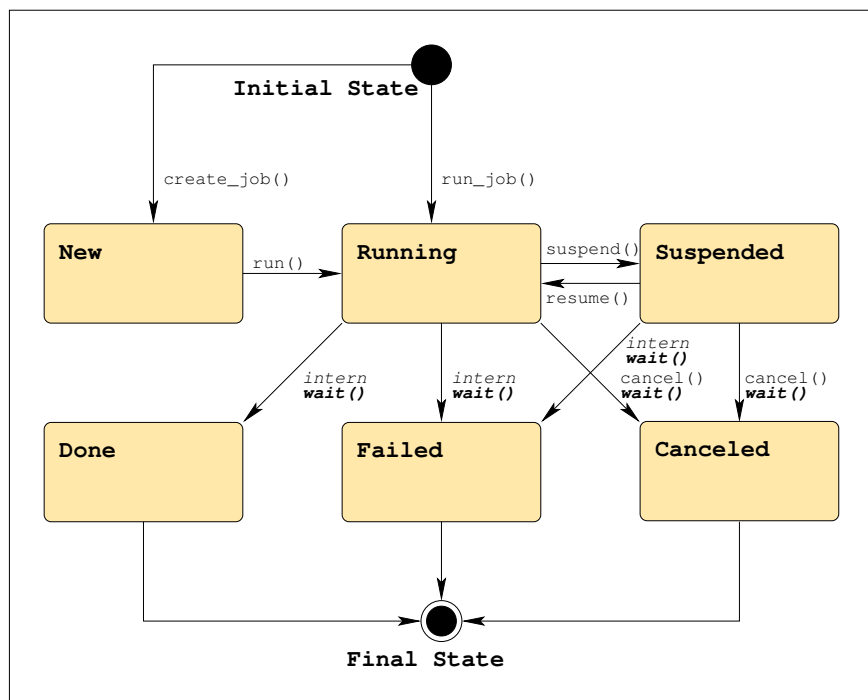 Initial State
create_job()
run_job()
New
run()
Running
suspend()
resume()
Suspended
intern
wait()
intern
wait()
intern
wait()
cancel()
wait()
cancel()
wait()
Done
Failed
Canceled
Final State